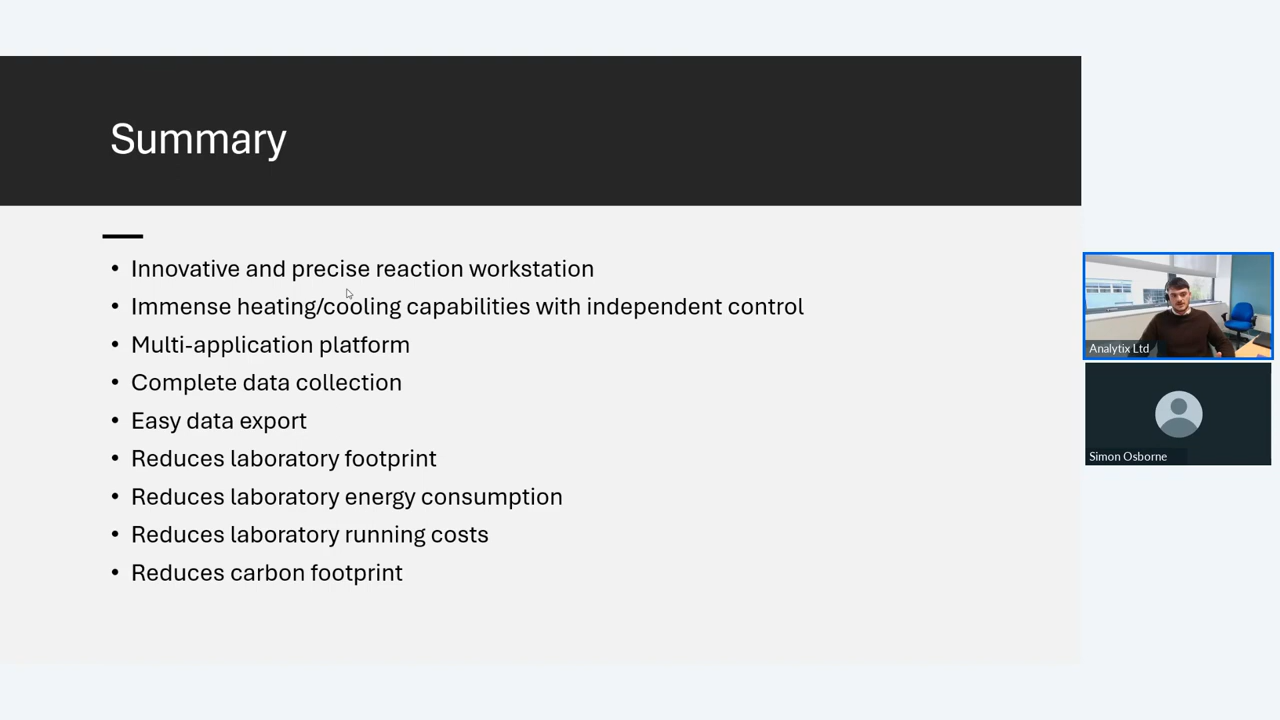 Summary
Innovative and precise reaction workstation
Immense heating/cooling capabilities with independent control
Multi-application platform
Complete data collection
Easy data export
Reduces laboratory footprint
Reduces laboratory energy consumption
Reduces laboratory running costs
Reduces carbon footprint
Analytix Ltd
Simon Osborne